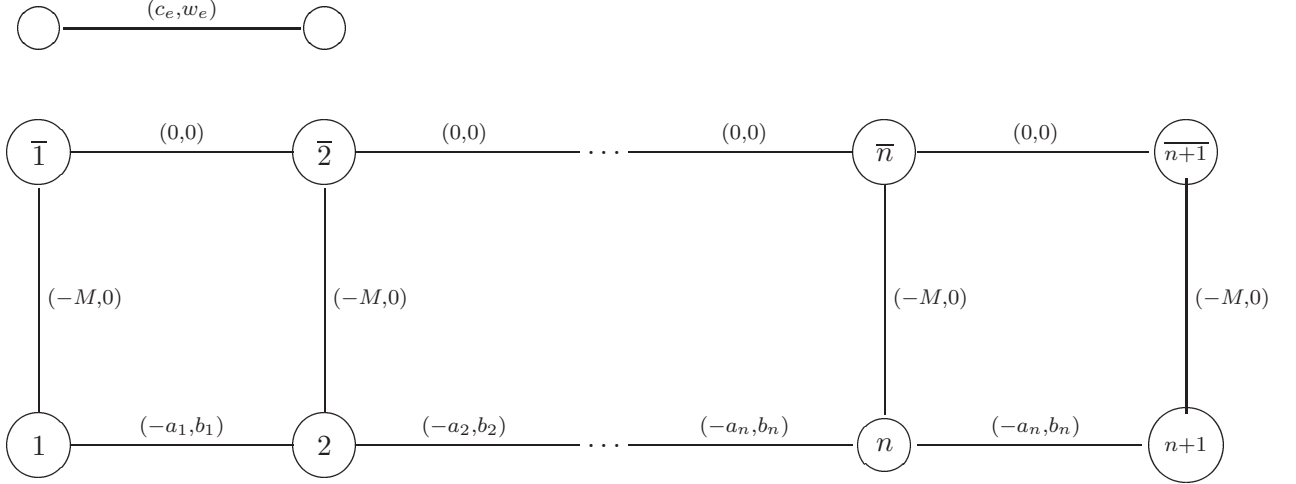 (c_e,w_e)
(0,0) (0,0) (0,0) (0,0)
1̅ 2̅ ... n̅ n+1̅
(−M,0) (−M,0) (−M,0) (−M,0)
(−a_1,b_1) (−a_2,b_2) (−a_n,b_n) (−a_n,b_n)
1 2 ... n n+1